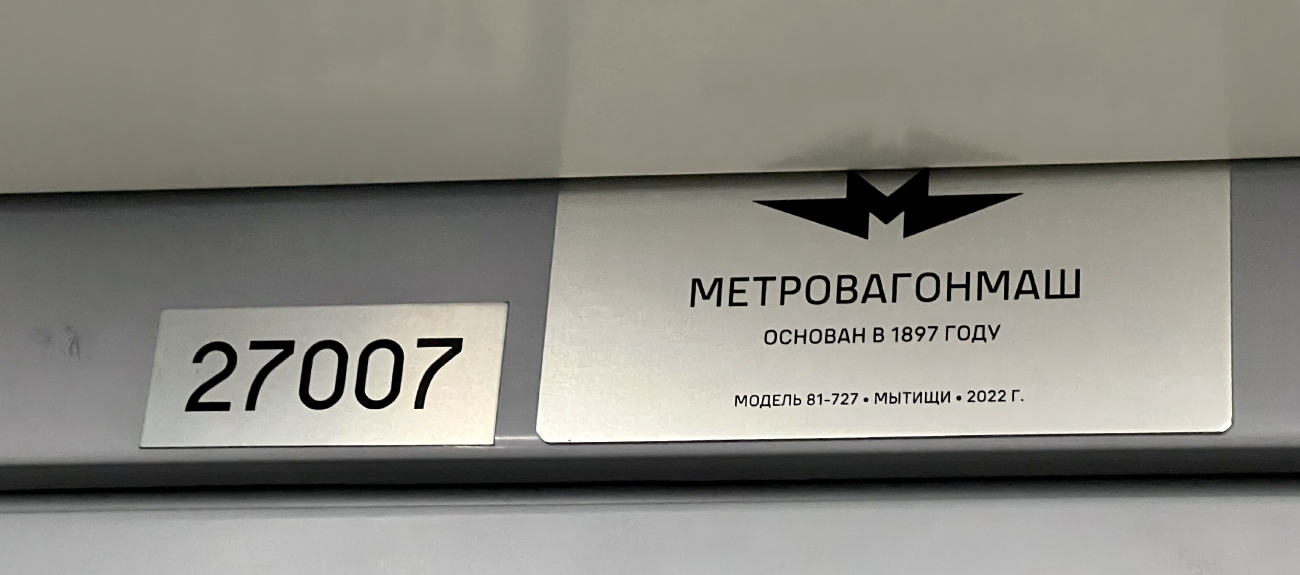 27007
МЕТРОВАГОНМАШ
ОСНОВАН В 1897 ГОДУ
МОДЕЛЬ 81-727 • МЫТИЩИ • 2022 Г.